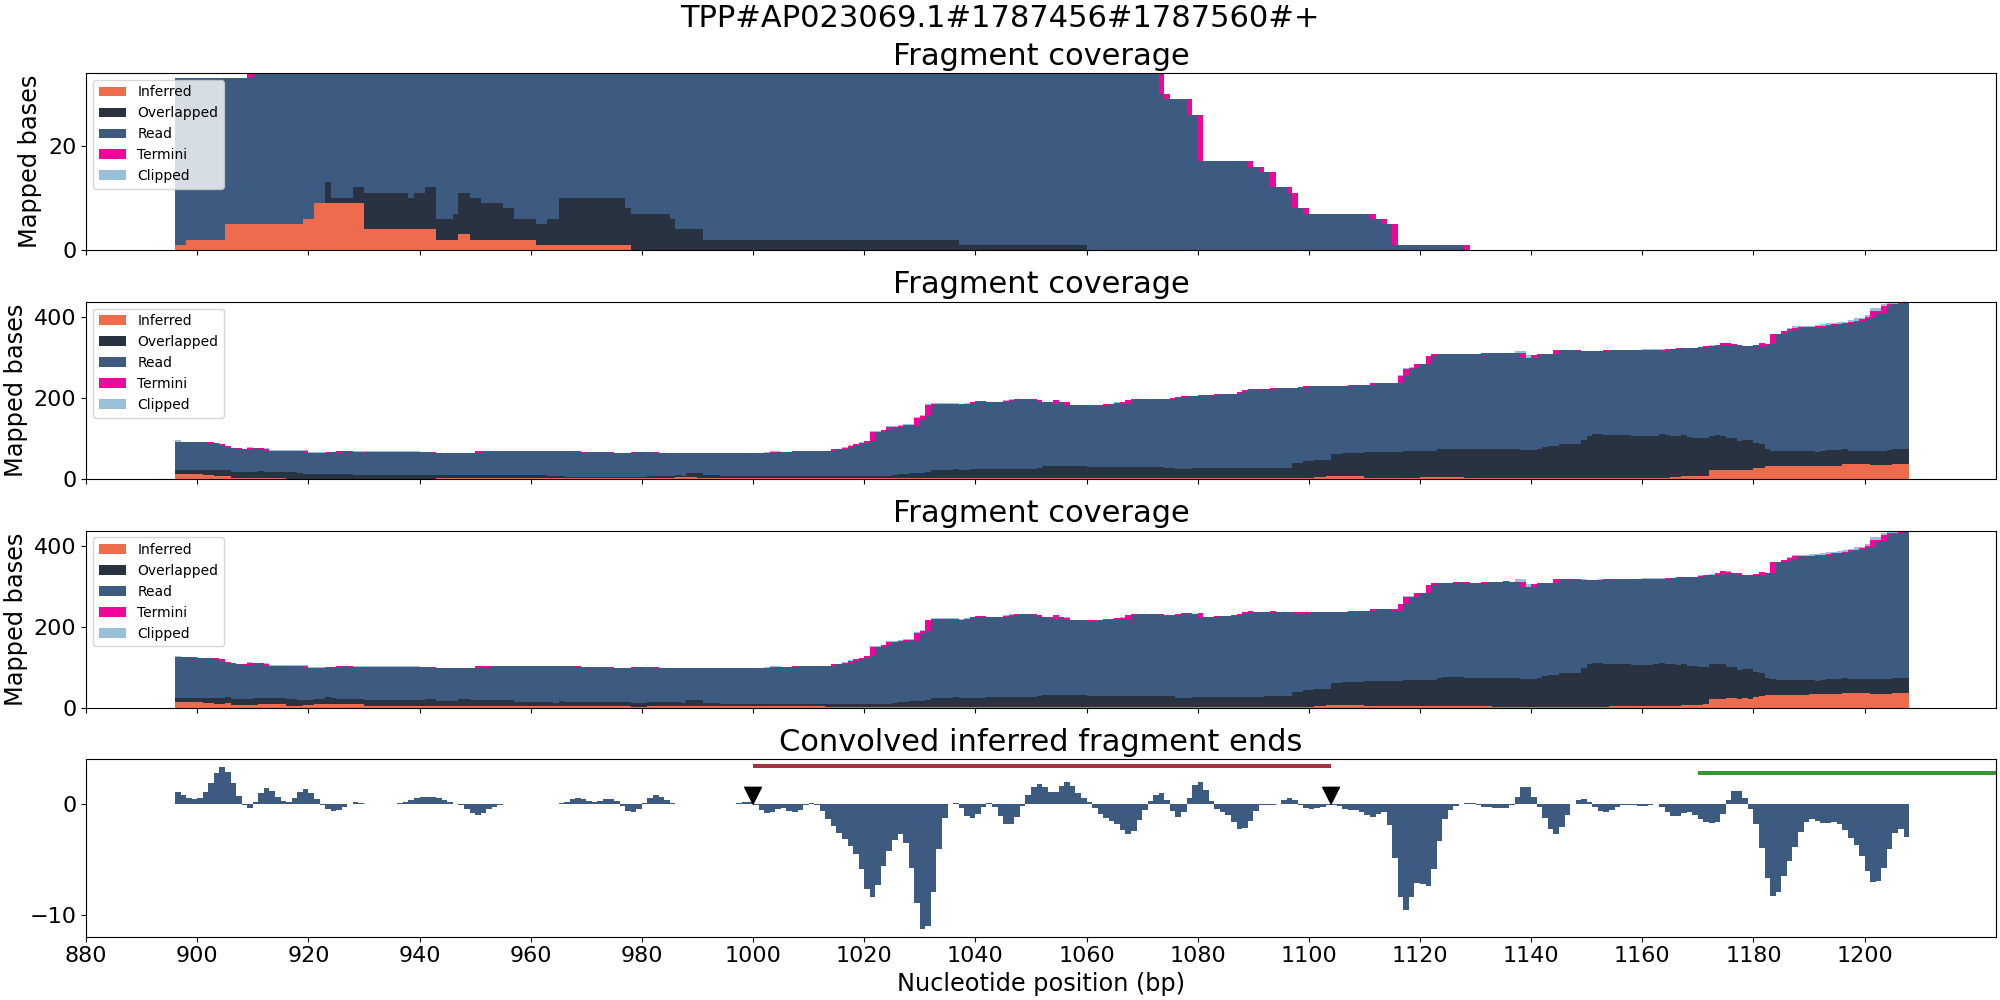 TPP#AP023069.1#1787456#1787560#+
Fragment coverage
Mapped bases
20
0
Inferred
Overlapped
Read
Termini
Clipped
Fragment coverage
Mapped bases
400
200
0
Inferred
Overlapped
Read
Termini
Clipped
Fragment coverage
Mapped bases
400
200
0
Inferred
Overlapped
Read
Termini
Clipped
Convolved inferred fragment ends
0
−10
880 900 920 940 960 980 1000 1020 1040 1060 1080 1100 1120 1140 1160 1180 1200
Nucleotide position (bp)